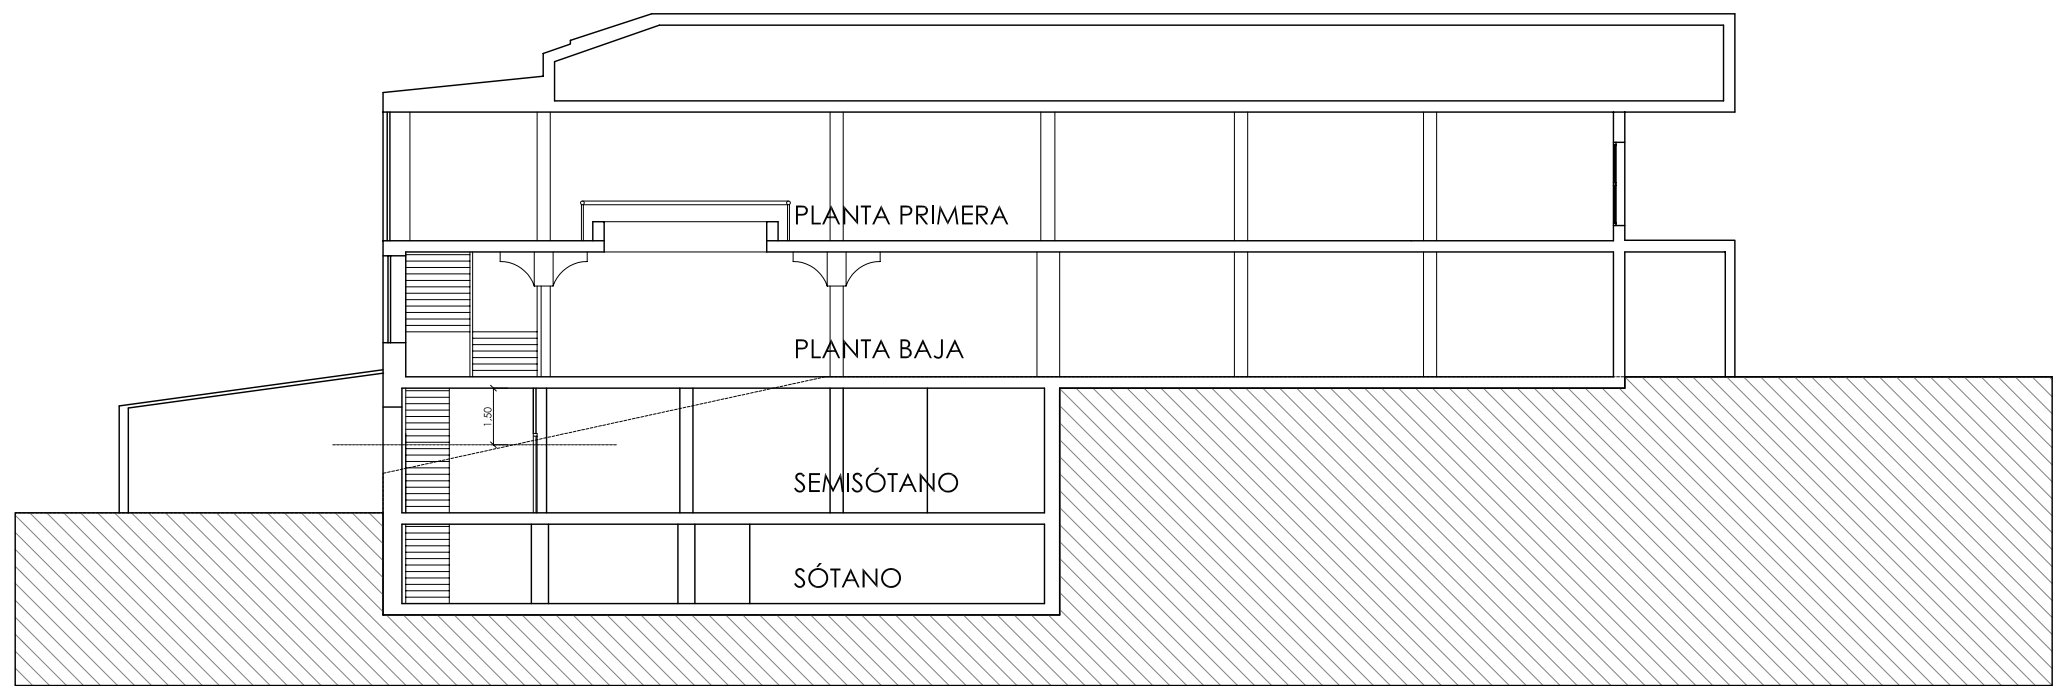 PLANTA PRIMERA
PLANTA BAJA
1.50
SEMISÓTANO
SÓTANO